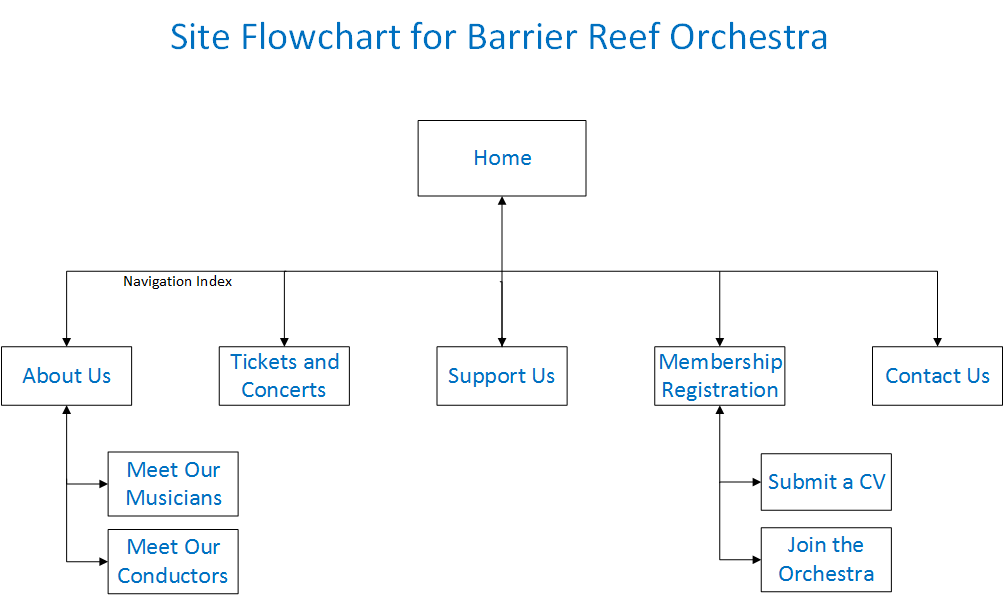 Site Flowchart for Barrier Reef Orchestra
Home
Navigation Index
About Us
Tickets and
Concerts
Support Us
Membership
Registration
Contact Us
Meet Our
Musicians
Meet Our
Conductors
Submit a CV
Join the
Orchestra